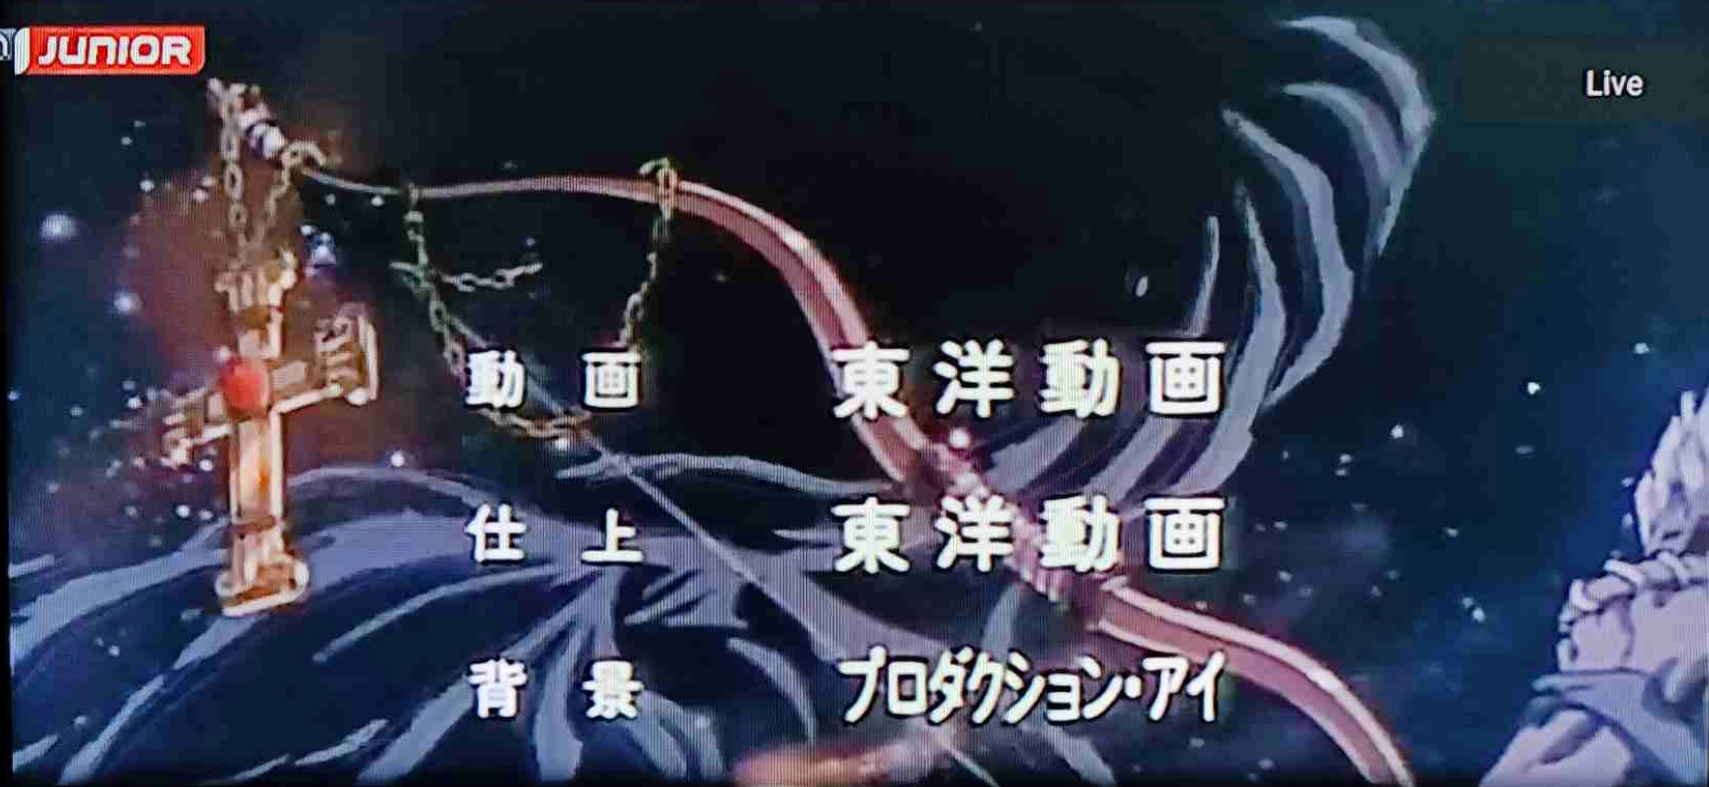 JUNIOR
Live
動画 東洋動画
仕上 東洋動画
背景 プロダクション・アイ